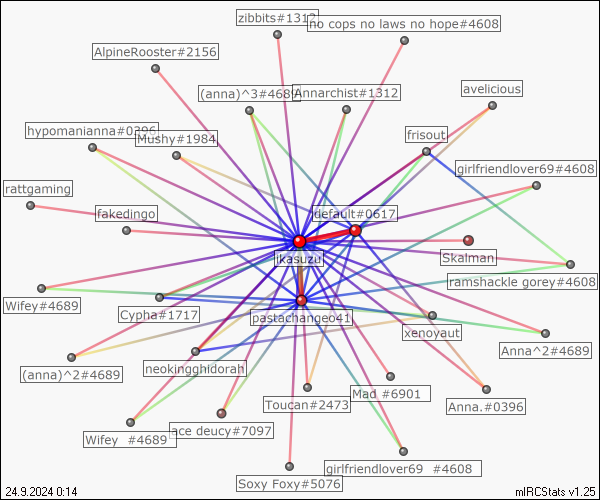 zibbits#1312
no cops no laws no hope#4608
AlpineRooster#2156
(anna)^3#4689
Annarchist#1312
avelicious
hypomanianna#0396
Mushy#1984
frisout
girlfriendlover69#4608
rattgaming
fakedingo
default#0617
Skalman
ikasuzu
ramshackle gorey#4608
Wifey#4689
Cypha#1717
pastachangeo41
xenoyaut
Anna^2#4689
(anna)^2#4689
neokingghidorah
Mad #6901
Toucan#2473
Anna.#0396
Wifey #4689
ace deucy#7097
Soxy Foxy#5076
girlfriendlover69 #4608
24.9.2024 0:14
mIRCStats v1.25